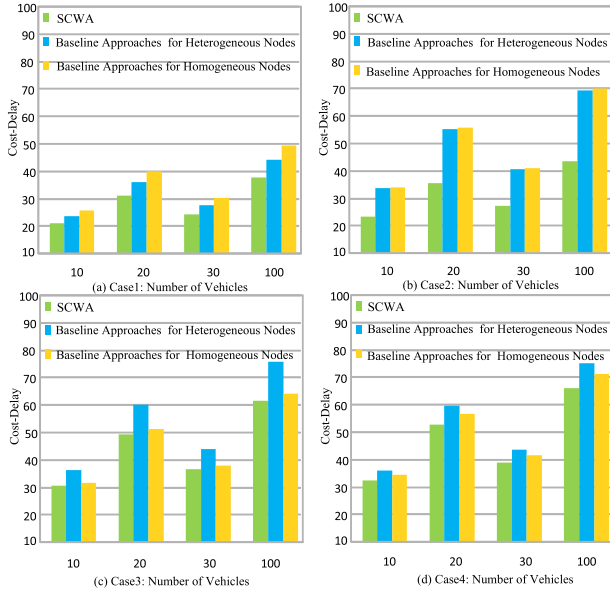 100
90
80
70
60
50
40
30
20
10
Cost-Delay
SCWA
Baseline Approaches for Heterogeneous Nodes
Baseline Approaches for Homogeneous Nodes
10 20 30 100
(a) Case1: Number of Vehicles
100
90
80
70
60
50
40
30
20
10
Cost-Delay
SCWA
Baseline Approaches for Heterogeneous Nodes
Baseline Approaches for Homogeneous Nodes
10 20 30 100
(b) Case2: Number of Vehicles
100
90
80
70
60
50
40
30
20
10
Cost-Delay
SCWA
Baseline Approaches for Heterogeneous Nodes
Baseline Approaches for Homogeneous Nodes
10 20 30 100
(c) Case3: Number of Vehicles
100
90
80
70
60
50
40
30
20
10
Cost-Delay
SCWA
Baseline Approaches for Heterogeneous Nodes
Baseline Approaches for Homogeneous Nodes
10 20 30 100
(d) Case4: Number of Vehicles